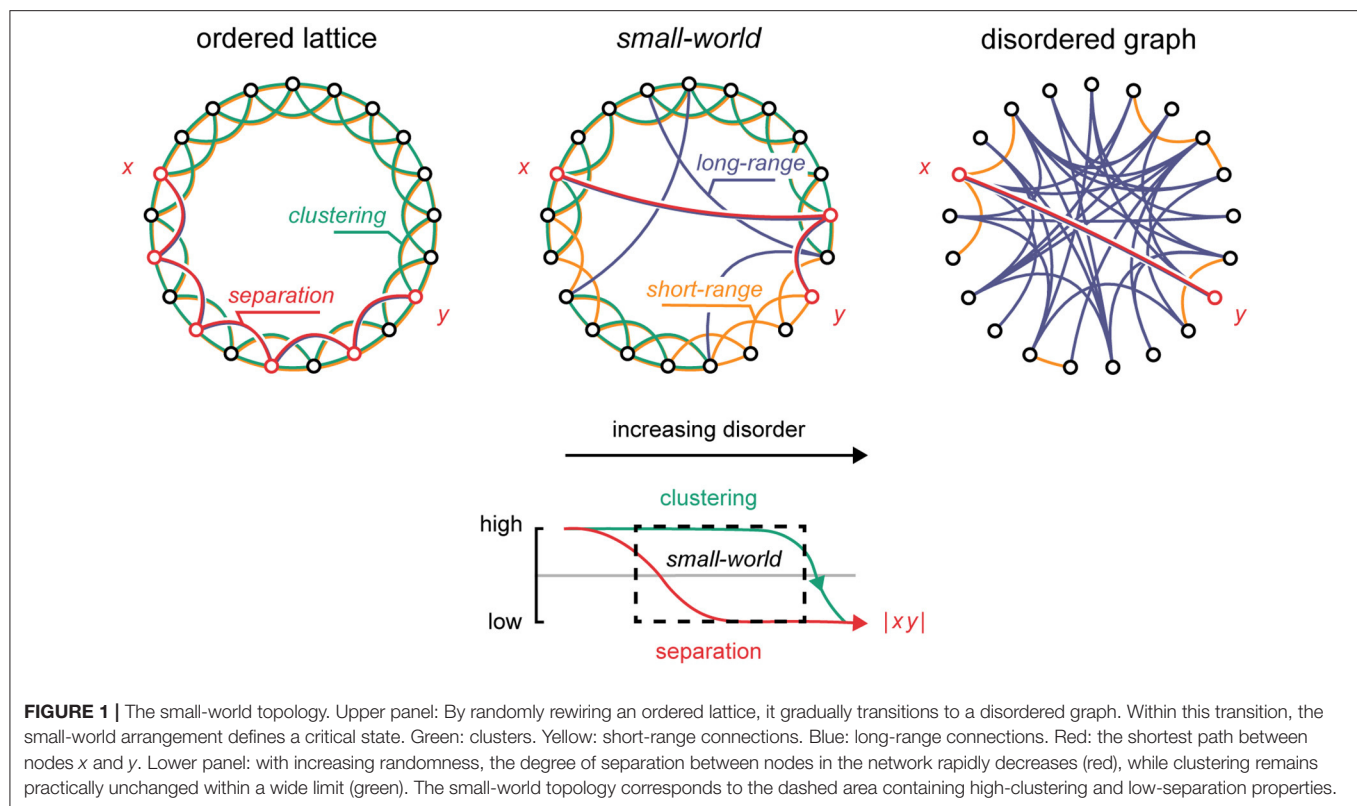 ordered lattice
small-world
disordered graph
x
clustering
separation
y
x
long-range
short-range
y
x
y
increasing disorder
clustering
high
small-world
low
|xy|
separation
FIGURE 1 | The small-world topology. Upper panel: By randomly rewiring an ordered lattice, it gradually transitions to a disordered graph. Within this transition, the
small-world arrangement defines a critical state. Green: clusters. Yellow: short-range connections. Blue: long-range connections. Red: the shortest path between
nodes x and y. Lower panel: with increasing randomness, the degree of separation between nodes in the network rapidly decreases (red), while clustering remains
practically unchanged within a wide limit (green). The small-world topology corresponds to the dashed area containing high-clustering and low-separation properties.